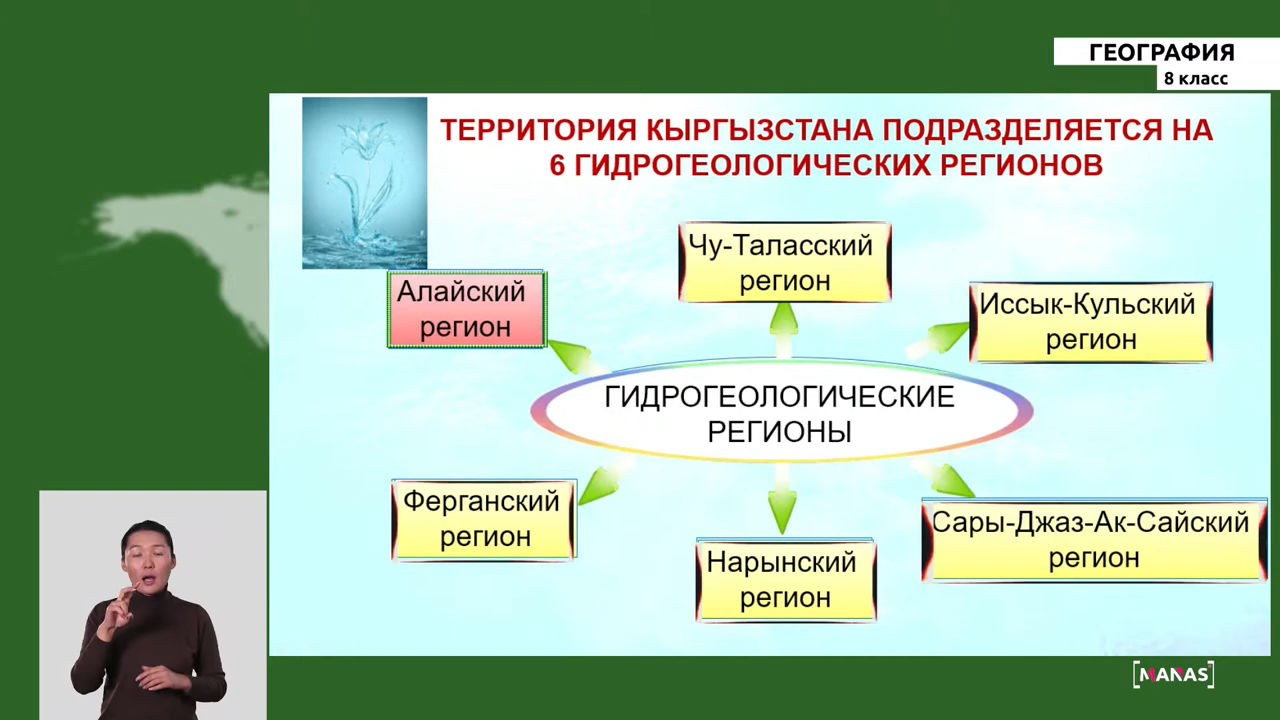 ГЕОГРАФИЯ
8 класс
ТЕРРИТОРИЯ КЫРГЫЗСТАНА ПОДРАЗДЕЛЯЕТСЯ НА
6 ГИДРОГЕОЛОГИЧЕСКИХ РЕГИОНОВ
Чу-Таласский
регион
Алайский
регион
Иссык-Кульский
регион
ГИДРОГЕОЛОГИЧЕСКИЕ
РЕГИОНЫ
Ферганский
регион
Нарынский
регион
Сары-Джаз-Ак-Сайский
регион
[MANAS]